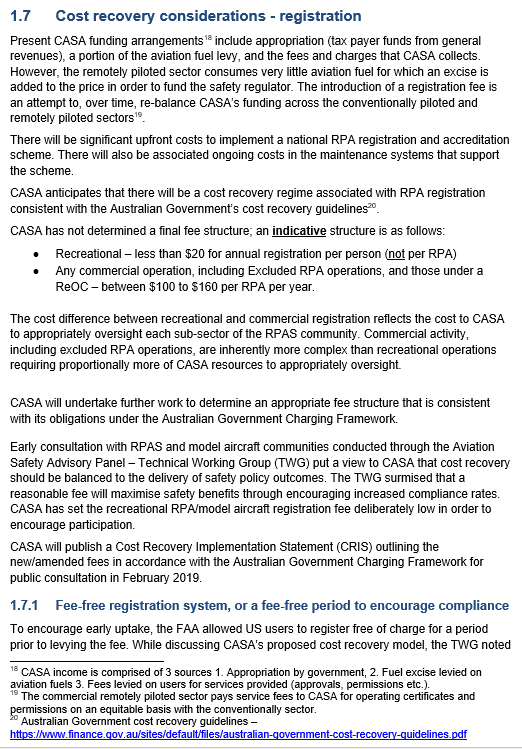 1.7 Cost recovery considerations - registration
Present CASA funding arrangements18 include appropriation (tax payer funds from general
revenues), a portion of the aviation fuel levy, and the fees and charges that CASA collects.
However, the remotely piloted sector consumes very little aviation fuel for which an excise is
added to the price in order to fund the safety regulator. The introduction of a registration fee is
an attempt to, over time, re-balance CASA's funding across the conventionally piloted and
remotely piloted sectors19.
There will be significant upfront costs to implement a national RPA registration and accreditation
scheme. There will also be associated ongoing costs in the maintenance systems that support
the scheme.
CASA anticipates that there will be a cost recovery regime associated with RPA registration
consistent with the Australian Government's cost recovery guidelines20.
CASA has not determined a final fee structure; an indicative structure is as follows:
• Recreational – less than $20 for annual registration per person (not per RPA)
• Any commercial operation, including Excluded RPA operations, and those under a
ReOC – between $100 to $160 per RPA per year.
The cost difference between recreational and commercial registration reflects the cost to CASA
to appropriately oversight each sub-sector of the RPAS community. Commercial activity,
including excluded RPA operations, are inherently more complex than recreational operations
requiring proportionally more of CASA resources to appropriately oversight.
CASA will undertake further work to determine an appropriate fee structure that is consistent
with its obligations under the Australian Government Charging Framework.
Early consultation with RPAS and model aircraft communities conducted through the Aviation
Safety Advisory Panel – Technical Working Group (TWG) put a view to CASA that cost recovery
should be balanced to the delivery of safety policy outcomes. The TWG surmised that a
reasonable fee will maximise safety benefits through encouraging increased compliance rates.
CASA has set the recreational RPA/model aircraft registration fee deliberately low in order to
encourage participation.
CASA will publish a Cost Recovery Implementation Statement (CRIS) outlining the
new/amended fees in accordance with the Australian Government Charging Framework for
public consultation in February 2019.
1.7.1 Fee-free registration system, or a fee-free period to encourage compliance
To encourage early uptake, the FAA allowed US users to register free of charge for a period
prior to levying the fee. While discussing CASA's proposed cost recovery model, the TWG noted
18 CASA income is comprised of 3 sources 1. Appropriation by government, 2. Fuel excise levied on
aviation fuels 3. Fees levied on users for services provided (approvals, permissions etc.).
19 The commercial remotely piloted sector pays service fees to CASA for operating certificates and
permissions on an equitable basis with the conventionally sector.
20 Australian Government cost recovery guidelines –
https://www.finance.gov.au/sites/default/files/australian-government-cost-recovery-guidelines.pdf